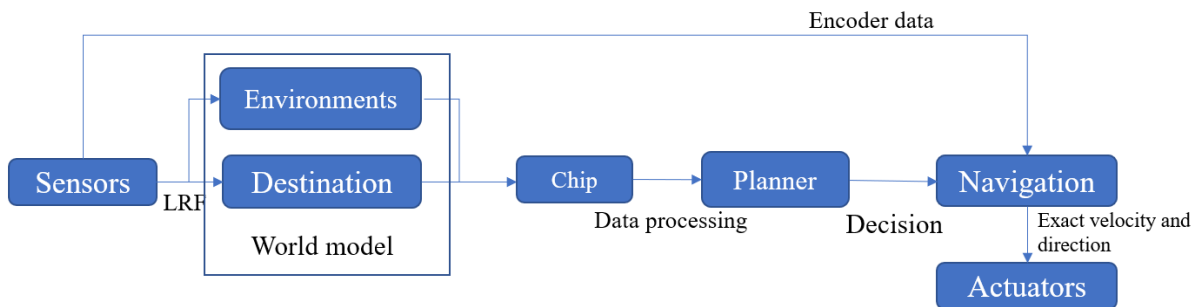 Encoder data
Environments
Sensors
LRF
Destination
World model
Chip
Data processing
Planner
Decision
Navigation
Exact velocity and
direction
Actuators